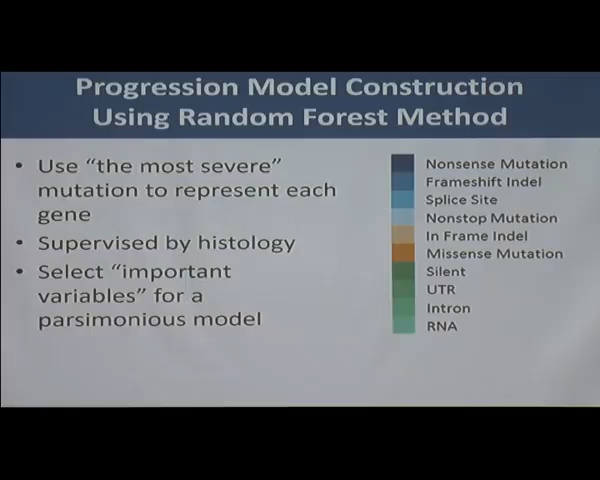 Progression Model Construction
Using Random Forest Method
• Use “the most severe”
mutation to represent each
gene
• Supervised by histology
• Select “important
variables” for a
parsimonious model
Nonsense Mutation
Frameshift Indel
Splice Site
Nonstop Mutation
In Frame Indel
Missense Mutation
Silent
UTR
Intron
RNA